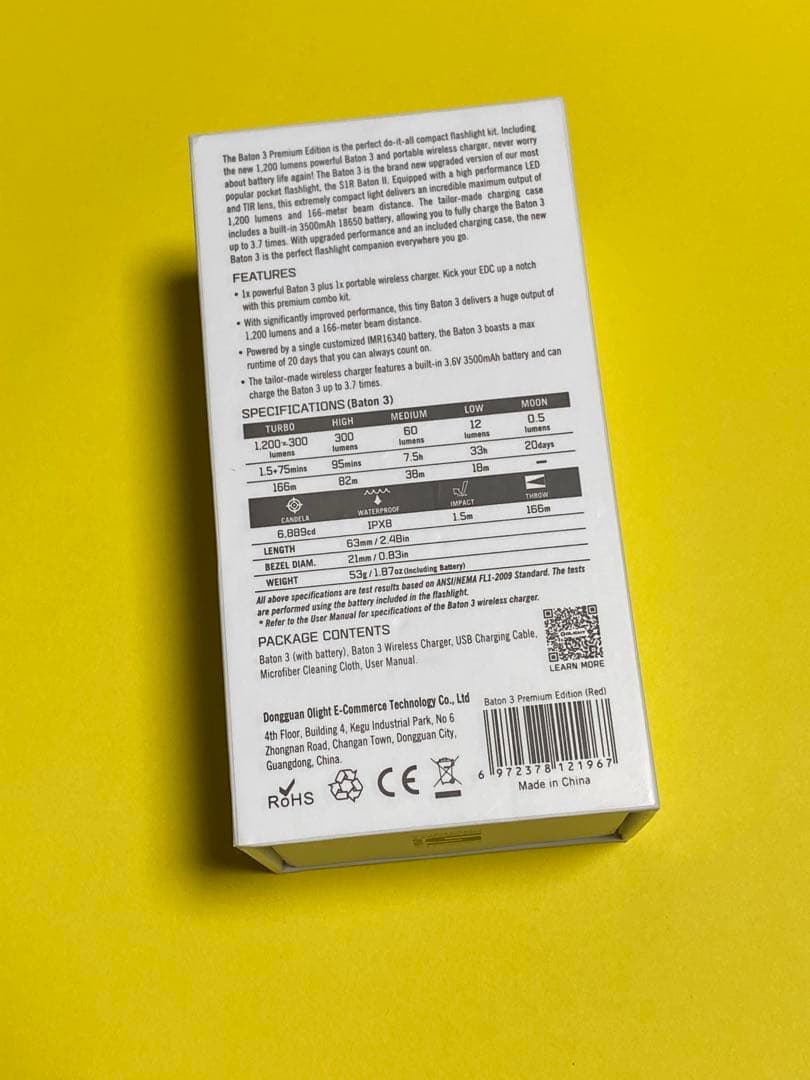 The Baton 3 Premium Edition is the perfect do-it-all compact flashlight kit. Including
the new 1,200 lumens powerful Baton 3 and portable wireless charger, never worry
about battery life again! The Baton 3 is the brand new upgraded version of our most
popular pocket flashlight, the S1R Baton II. Equipped with a high performance LED
and TIR lens, this extremely compact light delivers an incredible maximum output of
1,200 lumens and 166-meter beam distance. The tailor-made charging case
includes a built-in 3500mAh 18650 battery, allowing you to fully charge the Baton 3
up to 3.7 times. With upgraded performance and an included charging case, the new
Baton 3 is the perfect flashlight companion everywhere you go.
FEATURES
• 1x powerful Baton 3 plus 1x portable wireless charger. Kick your EDC up a notch
with this premium combo kit.
• With significantly improved performance, this tiny Baton 3 delivers a huge output of
1,200 lumens and a 166-meter beam distance.
• Powered by a single customized IMR16340 battery, the Baton 3 boasts a max
runtime of 20 days that you can always count on.
• The tailor-made wireless charger features a built-in 3.6V 3500mAh battery and can
charge the Baton 3 up to 3.7 times.
SPECIFICATIONS (Baton 3)
TURBO HIGH MEDIUM LOW MOON
1,200~300 300 60 12 0.5
lumens lumens lumens lumens lumens
1.5+75mins 95mins 7.5h 33h 20days
166m 82m 38m 18m —
CANDELA WATERPROOF IMPACT THROW
6,889cd IPX8 1.5m 166m
LENGTH 63mm / 2.48in
BEZEL DIAM. 21mm / 0.83in
WEIGHT 53g / 1.87oz (Including Battery)
All above specifications are test results based on ANSI/NEMA FL1-2009 Standard. The tests
are performed using the battery included in the flashlight.
* Refer to the User Manual for specifications of the Baton 3 wireless charger.
PACKAGE CONTENTS
Baton 3 (with battery), Baton 3 Wireless Charger, USB Charging Cable,
Microfiber Cleaning Cloth, User Manual.
OLIGHT
LEARN MORE
Dongguan Olight E-Commerce Technology Co., Ltd
4th Floor, Building 4, Kegu Industrial Park, No 6
Zhongnan Road, Changan Town, Dongguan City,
Guangdong, China.
RoHS
CE
Baton 3 Premium Edition (Red)
6 972378 121967
Made in China